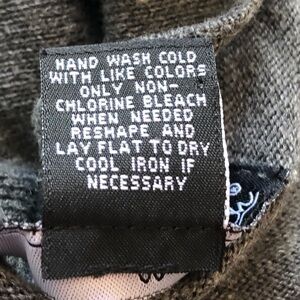 HAND WASH COLD
WITH LIKE COLORS
ONLY NON-
CHLORINE BLEACH
WHEN NEEDED
RESHAPE AND
LAY FLAT TO DRY
COOL IRON IF
NECESSARY